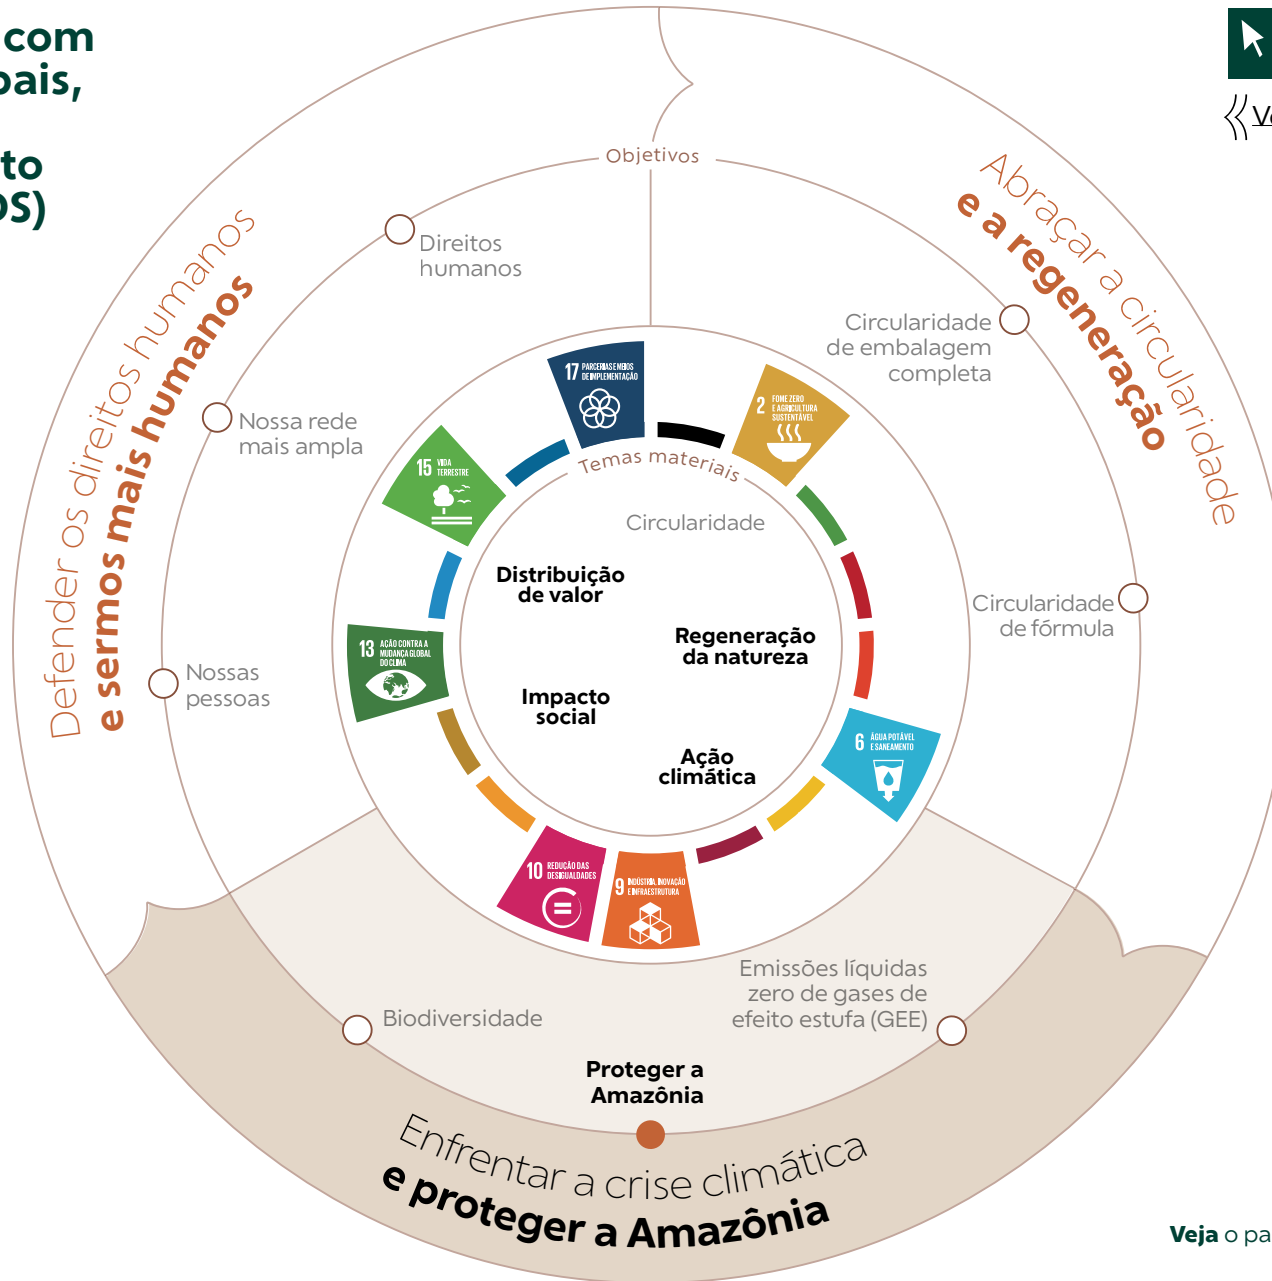 com
pais,
to
DS)
Objetivos
Defender os direitos humanos
e sermos mais humanos
Abraçar a circularidade
e a regeneração
Direitos
humanos
Nossa rede
mais ampla
Nossas
pessoas
Circularidade
de embalagem
completa
Circularidade
de fórmula
17 PARCERIAS E MEIOS
DE IMPLEMENTAÇÃO
2 FOME ZERO
E AGRICULTURA
SUSTENTÁVEL
15 VIDA
TERRESTRE
13 AÇÃO CONTRA A
MUDANÇA GLOBAL
DO CLIMA
6 ÁGUA POTÁVEL
E SANEAMENTO
10 REDUÇÃO DAS
DESIGUALDADES
9 INDÚSTRIA, INOVAÇÃO
E INFRAESTRUTURA
Temas materiais
Circularidade
Distribuição
de valor
Regeneração
da natureza
Impacto
social
Ação
climática
Biodiversidade
Emissões líquidas
zero de gases de
efeito estufa (GEE)
Proteger a
Amazônia
Enfrentar a crise climática
e proteger a Amazônia
Veja o pa